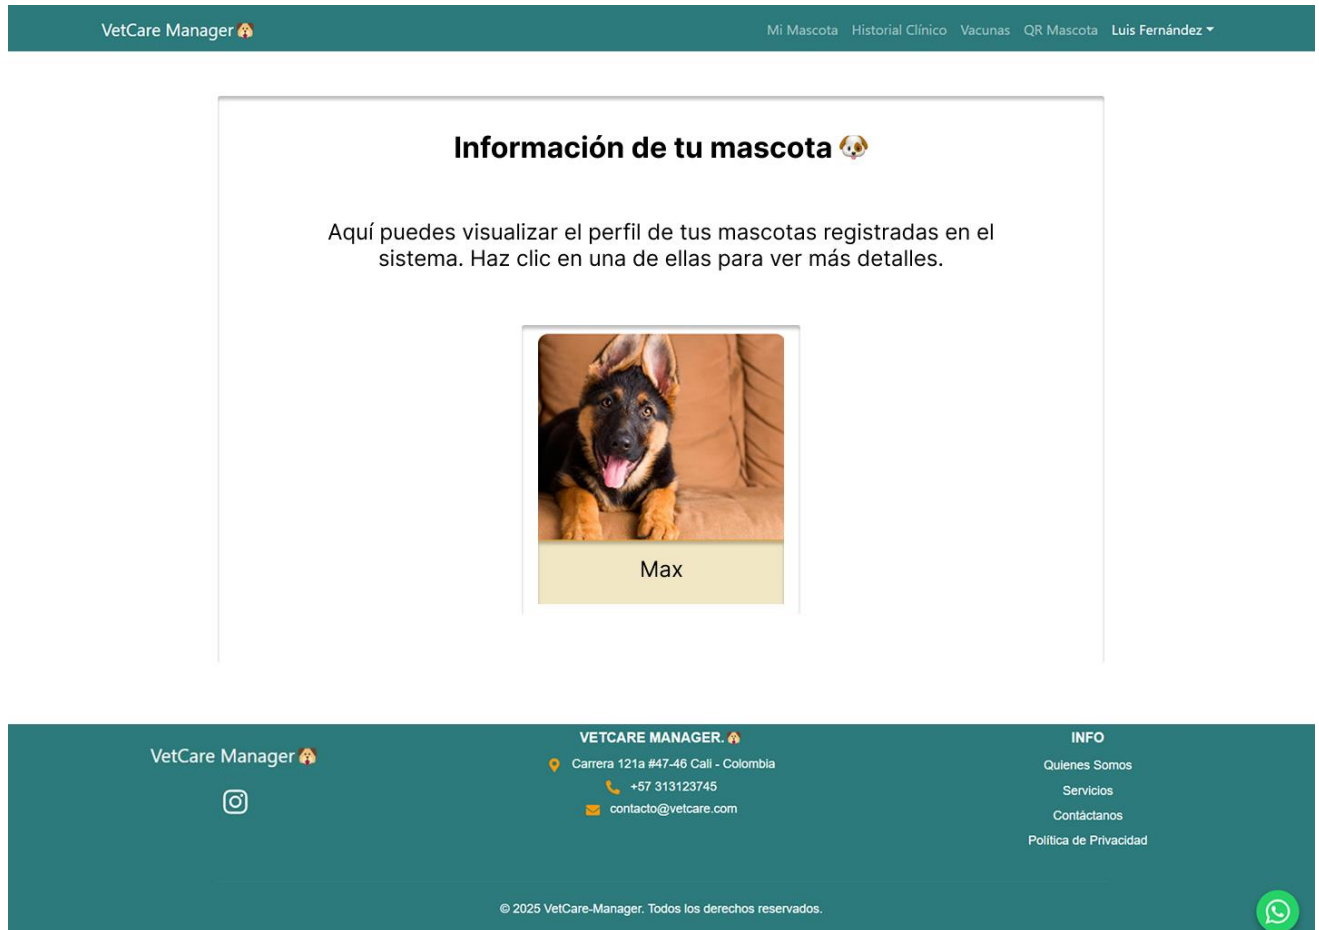 VetCare Manager
Mi Mascota Historial Clínico Vacunas QR Mascota Luis Fernández
Información de tu mascota
Aquí puedes visualizar el perfil de tus mascotas registradas en el
sistema. Haz clic en una de ellas para ver más detalles.
Max
VetCare Manager
VETCARE MANAGER.
Carrera 121a #47-46 Cali - Colombia
+57 313123745
contacto@vetcare.com
INFO
Quienes Somos
Servicios
Contáctanos
Política de Privacidad
© 2025 VetCare-Manager. Todos los derechos reservados.